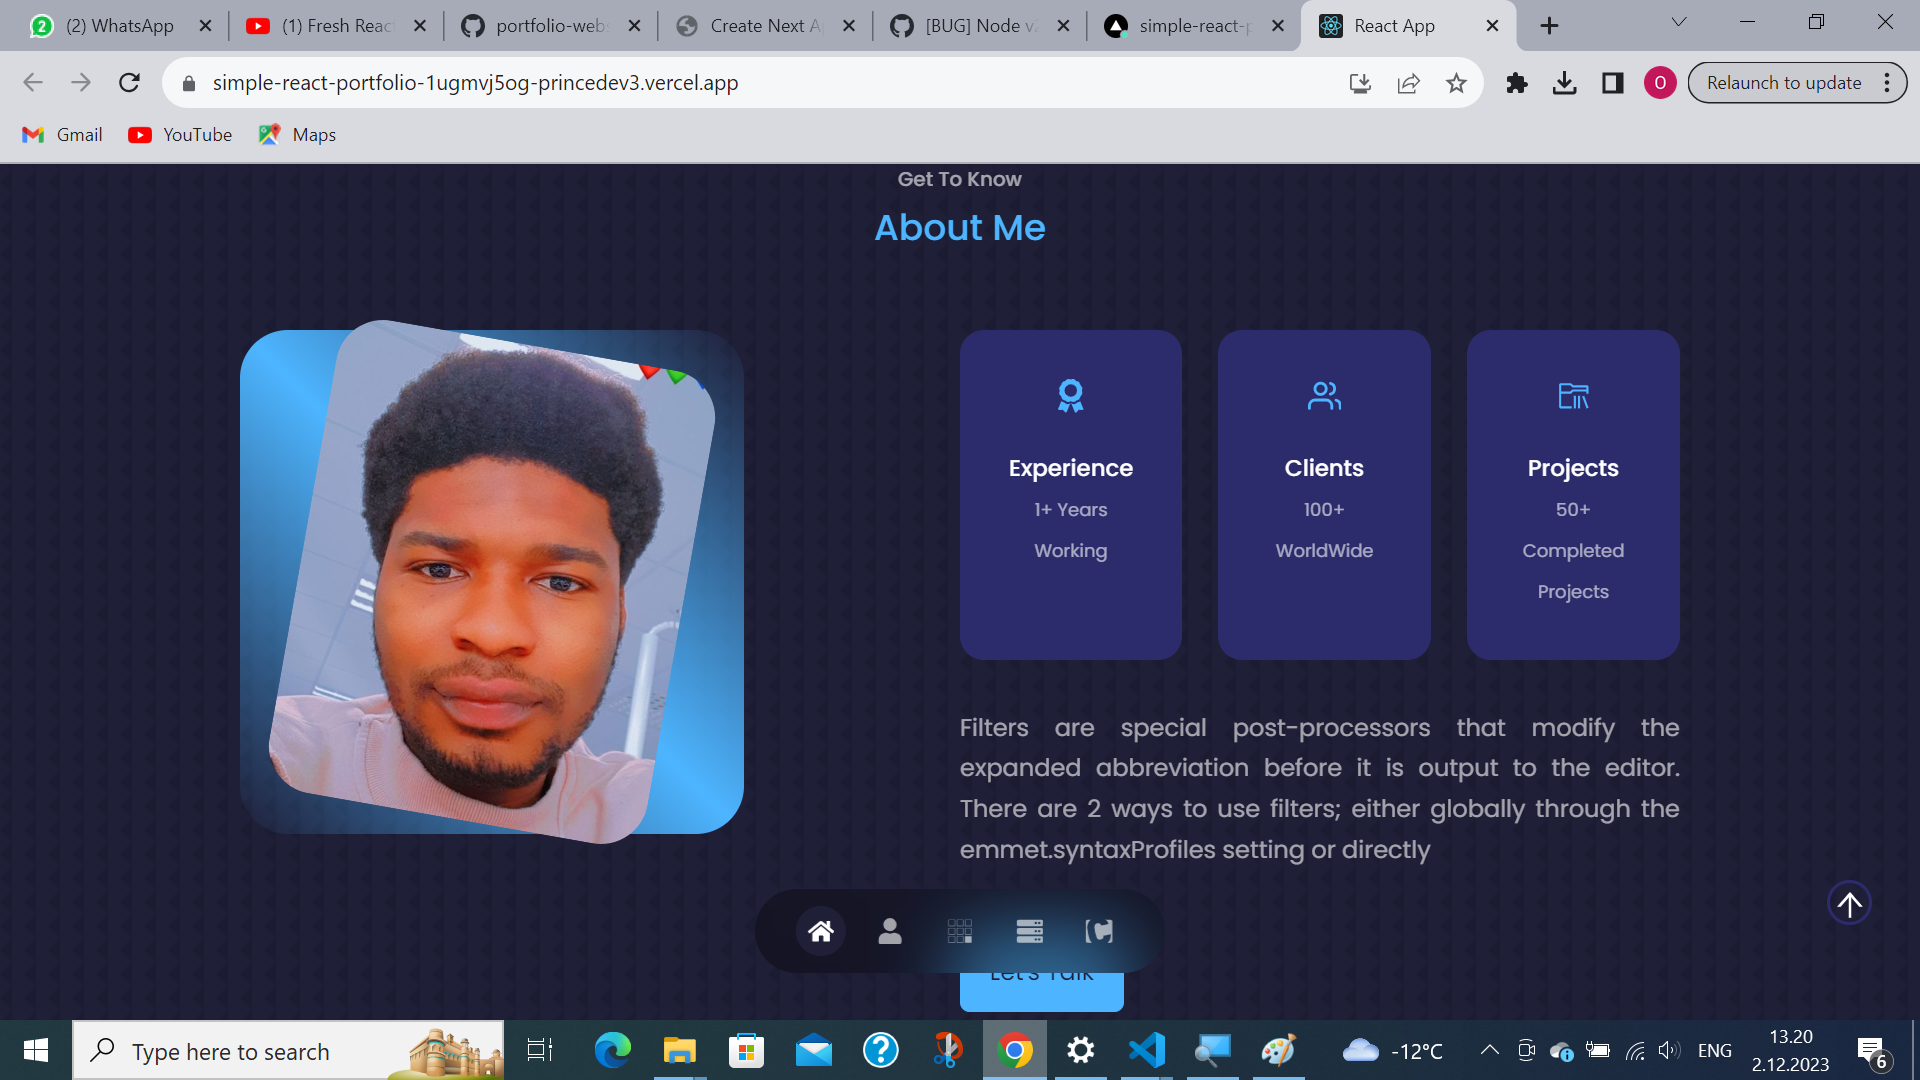 (2) WhatsApp
(1) Fresh Reac
portfolio-webs
Create Next A
[BUG] Node v2
simple-react-p
React App
simple-react-portfolio-1ugmvj5og-princedev3.vercel.app
O
Relaunch to update
Gmail
YouTube
Maps
Get To Know
About Me
Experience
1+ Years
Working
Clients
100+
WorldWide
Projects
50+
Completed
Projects
Filters are special post-processors that modify the
expanded abbreviation before it is output to the editor.
There are 2 ways to use filters; either globally through the
emmet.syntaxProfiles setting or directly
Let's Talk
Type here to search
-12°C
ENG
13.20
2.12.2023
6